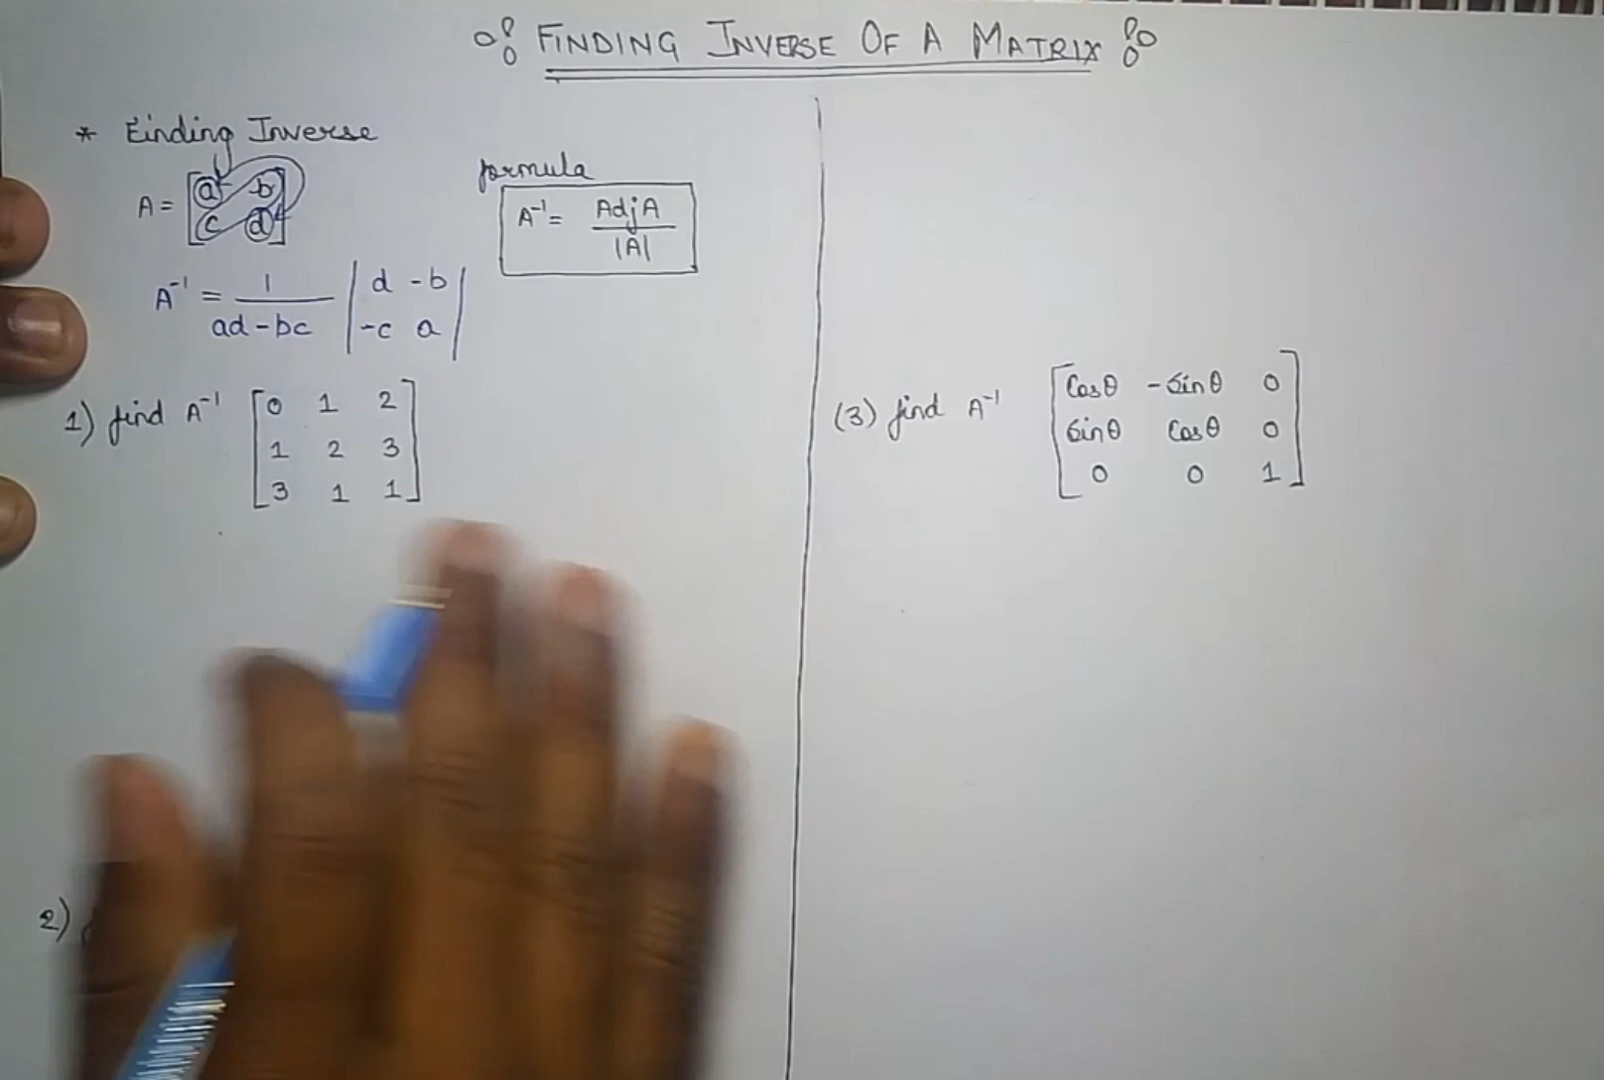 FINDING INVERSE OF A MATRIX
* Finding Inverse
A = [a b
c d]
formula
A⁻¹ = AdjA / |A|
A⁻¹ = 1 / ad-bc |d -b
-c a|
1) find A⁻¹ [0 1 2
1 2 3
3 1 1]
2)
(3) find A⁻¹ [Cosθ -Sinθ 0
Sinθ Cosθ 0
0 0 1]